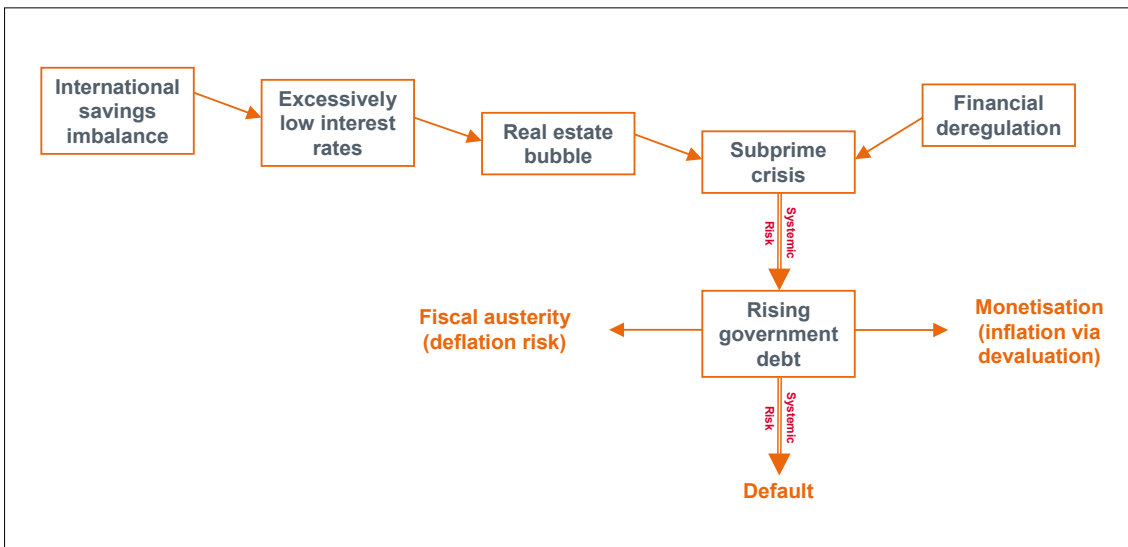 International
savings
imbalance
Excessively
low interest
rates
Real estate
bubble
Subprime
crisis
Financial
deregulation
Systemic
Risk
Fiscal austerity
(deflation risk)
Rising
government
debt
Monetisation
(inflation via
devaluation)
Systemic
Risk
Default